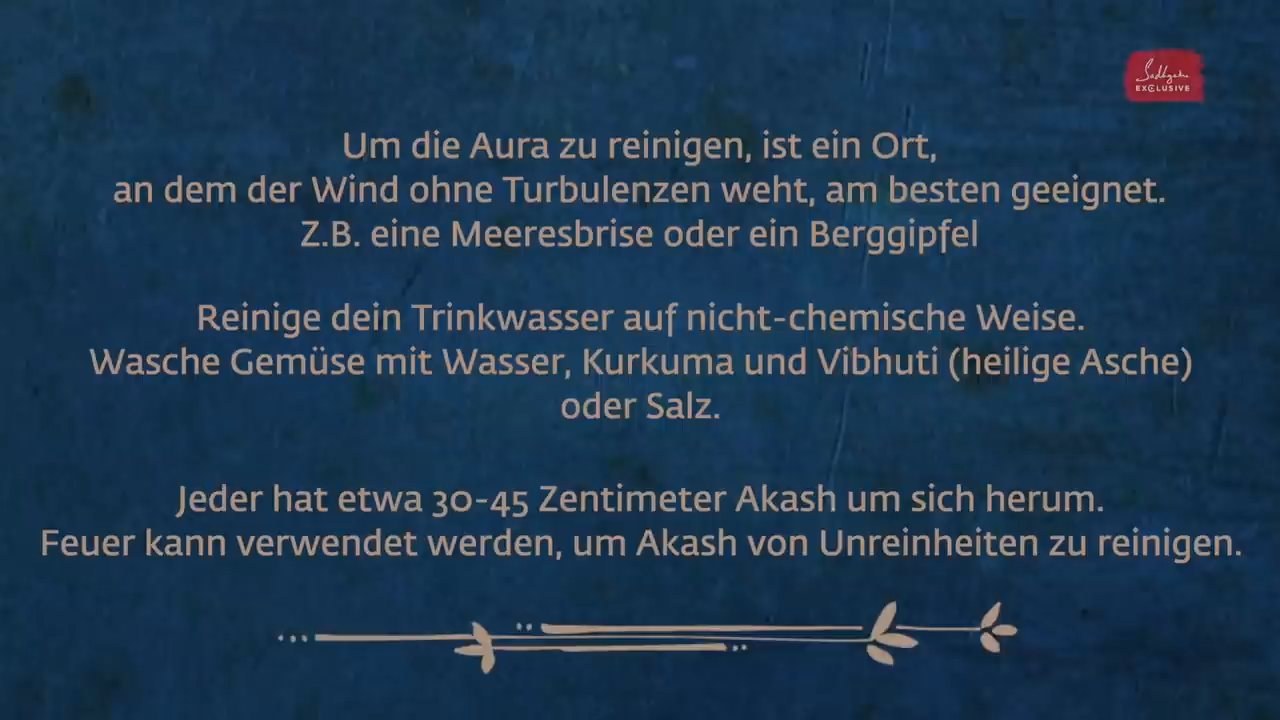 Sadhguru
EXCLUSIVE
Um die Aura zu reinigen, ist ein Ort,
an dem der Wind ohne Turbulenzen weht, am besten geeignet.
Z.B. eine Meeresbrise oder ein Berggipfel
Reinige dein Trinkwasser auf nicht-chemische Weise.
Wasche Gemüse mit Wasser, Kurkuma und Vibhuti (heilige Asche)
oder Salz.
Jeder hat etwa 30-45 Zentimeter Akash um sich herum.
Feuer kann verwendet werden, um Akash von Unreinheiten zu reinigen.